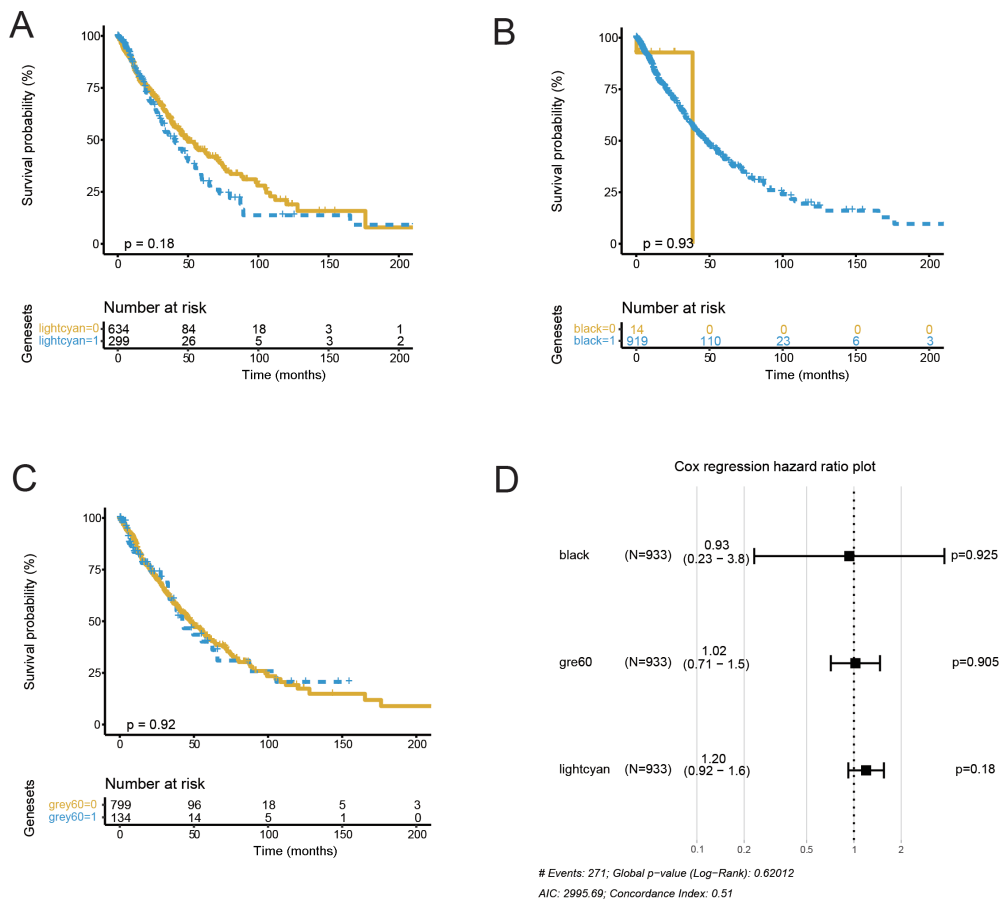 A
Survival probability (%)
100
75
50
25
0
p = 0.18
0 50 100 150 200
Number at risk
Genesets
lightcyan=0 634 84 18 3 1
lightcyan=1 299 26 5 3 2
0 50 100 150 200
Time (months)
B
Survival probability (%)
100
75
50
25
0
p = 0.93
0 50 100 150 200
Number at risk
Genesets
black=0 14 0 0 0 0
black=1 919 110 23 6 3
0 50 100 150 200
Time (months)
C
Survival probability (%)
100
75
50
25
0
p = 0.92
0 50 100 150 200
Number at risk
Genesets
grey60=0 799 96 18 5 3
grey60=1 134 14 5 1 0
0 50 100 150 200
Time (months)
D
Cox regression hazard ratio plot
black (N=933) 0.93 (0.23 − 3.8) p=0.925
gre60 (N=933) 1.02 (0.71 − 1.5) p=0.905
lightcyan (N=933) 1.20 (0.92 − 1.6) p=0.18
0.1 0.2 0.5 1 2
# Events: 271; Global p−value (Log−Rank): 0.62012
AIC: 2995.69; Concordance Index: 0.51